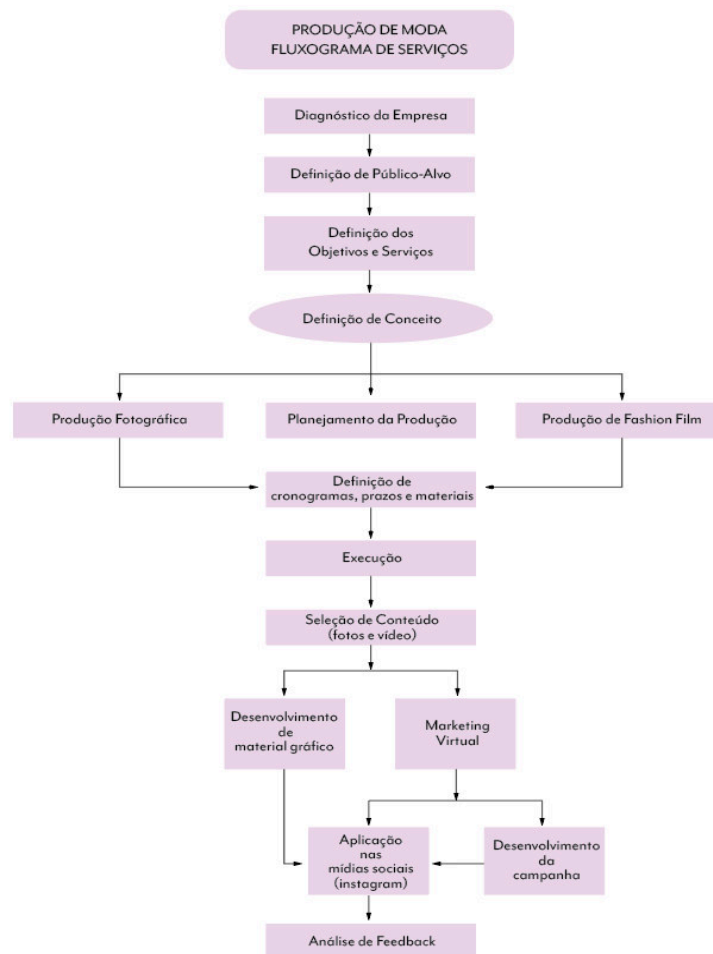 PRODUÇÃO DE MODA
FLUXOGRAMA DE SERVIÇOS
Diagnóstico da Empresa
Definição de Público-Alvo
Definição dos
Objetivos e Serviços
Definição de Conceito
Produção Fotográfica
Planejamento da Produção
Produção de Fashion Film
Definição de
cronogramas, prazos e materiais
Execução
Seleção de Conteúdo
(fotos e vídeo)
Desenvolvimento
de
material gráfico
Marketing
Virtual
Aplicação
nas
mídias sociais
(instagram)
Desenvolvimento
da
campanha
Análise de Feedback